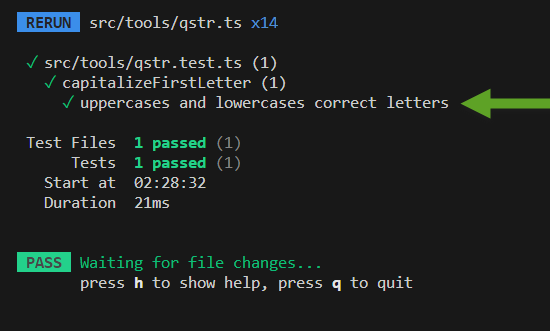 RERUN src/tools/qstr.ts x14
✓ src/tools/qstr.test.ts (1)
✓ capitalizeFirstLetter (1)
✓ uppercases and lowercases correct letters
Test Files 1 passed (1)
Tests 1 passed (1)
Start at 02:28:32
Duration 21ms
PASS Waiting for file changes...
press h to show help, press q to quit